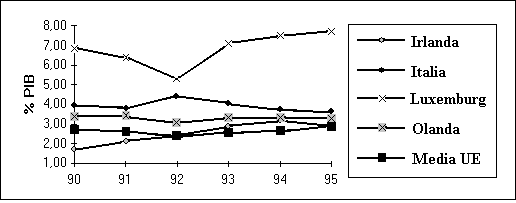 % PIB
8,00
7,00
6,00
5,00
4,00
3,00
2,00
1,00
90 91 92 93 94 95
Irlanda
Italia
Luxemburg
Olanda
Media UE